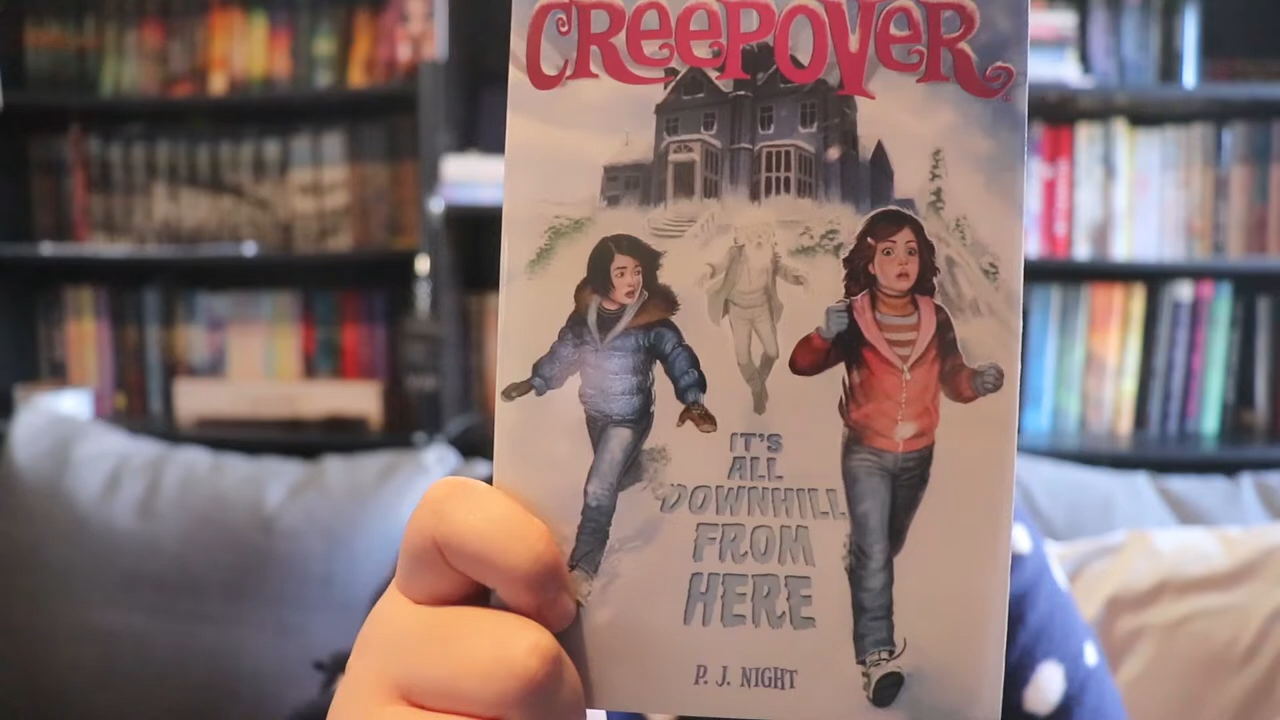 CREEPOVER
IT'S
ALL
DOWNHILL
FROM
HERE
P. J. NIGHT